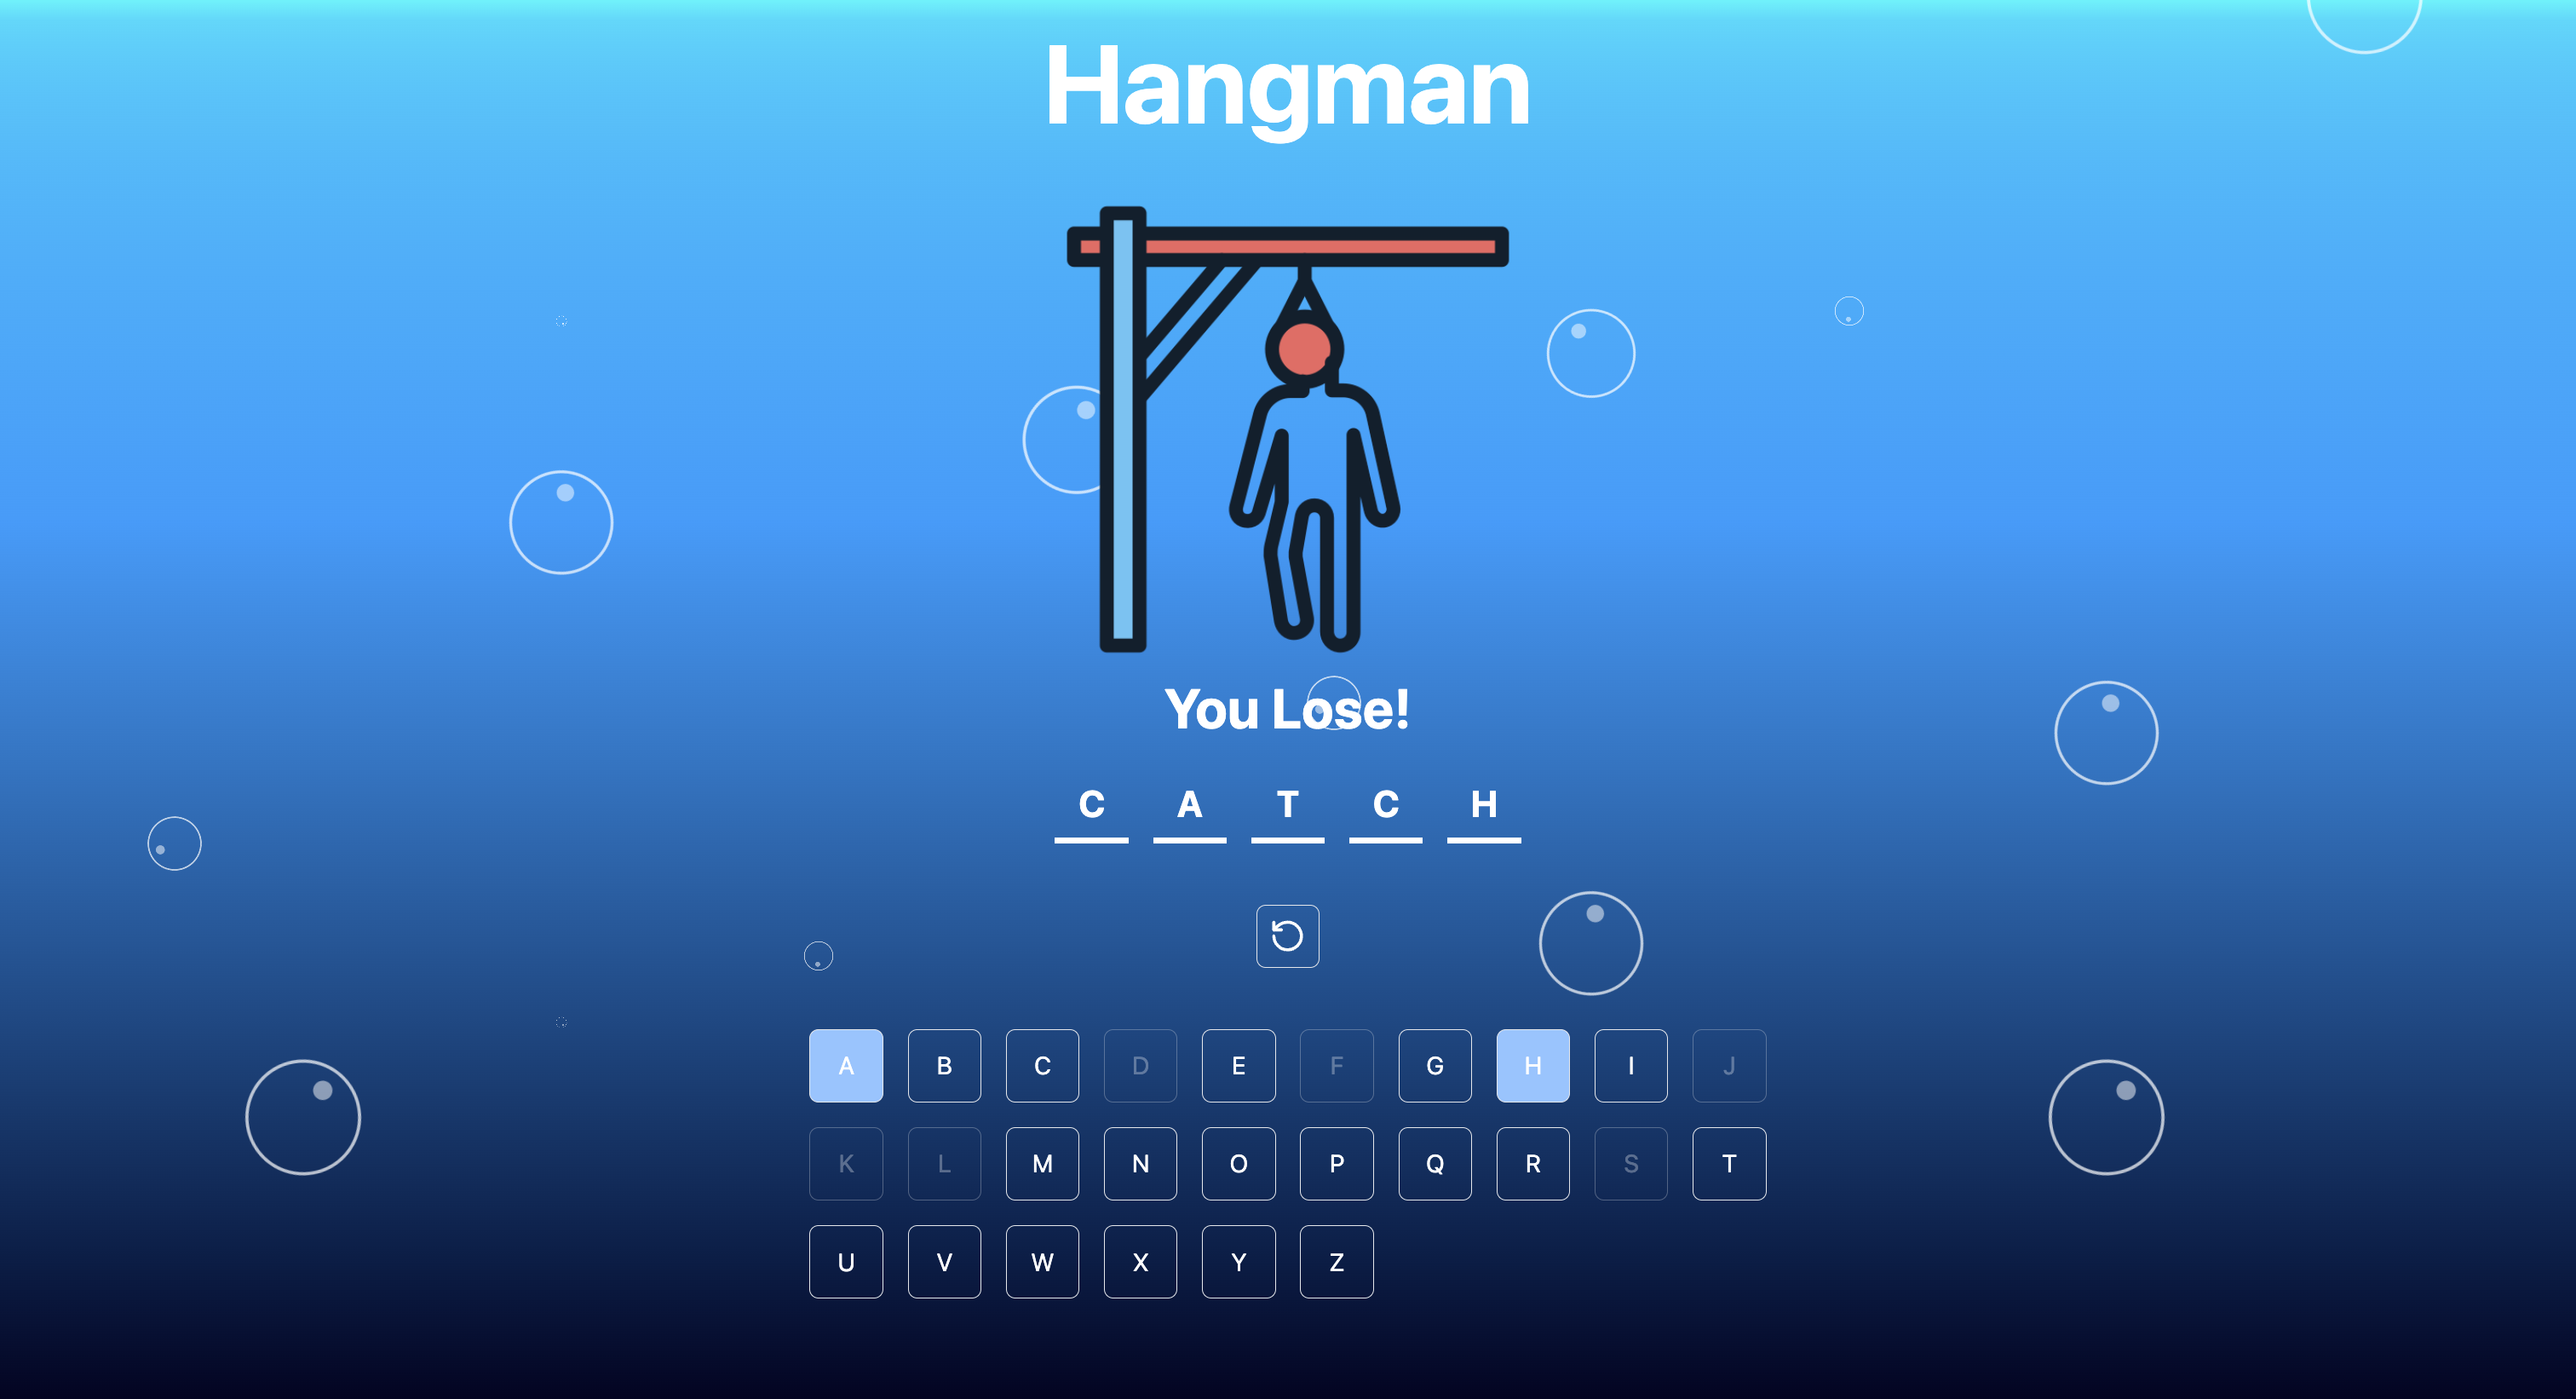 Hangman
You Lose!
C A T C H
A B C D E F G H I J
K L M N O P Q R S T
U V W X Y Z